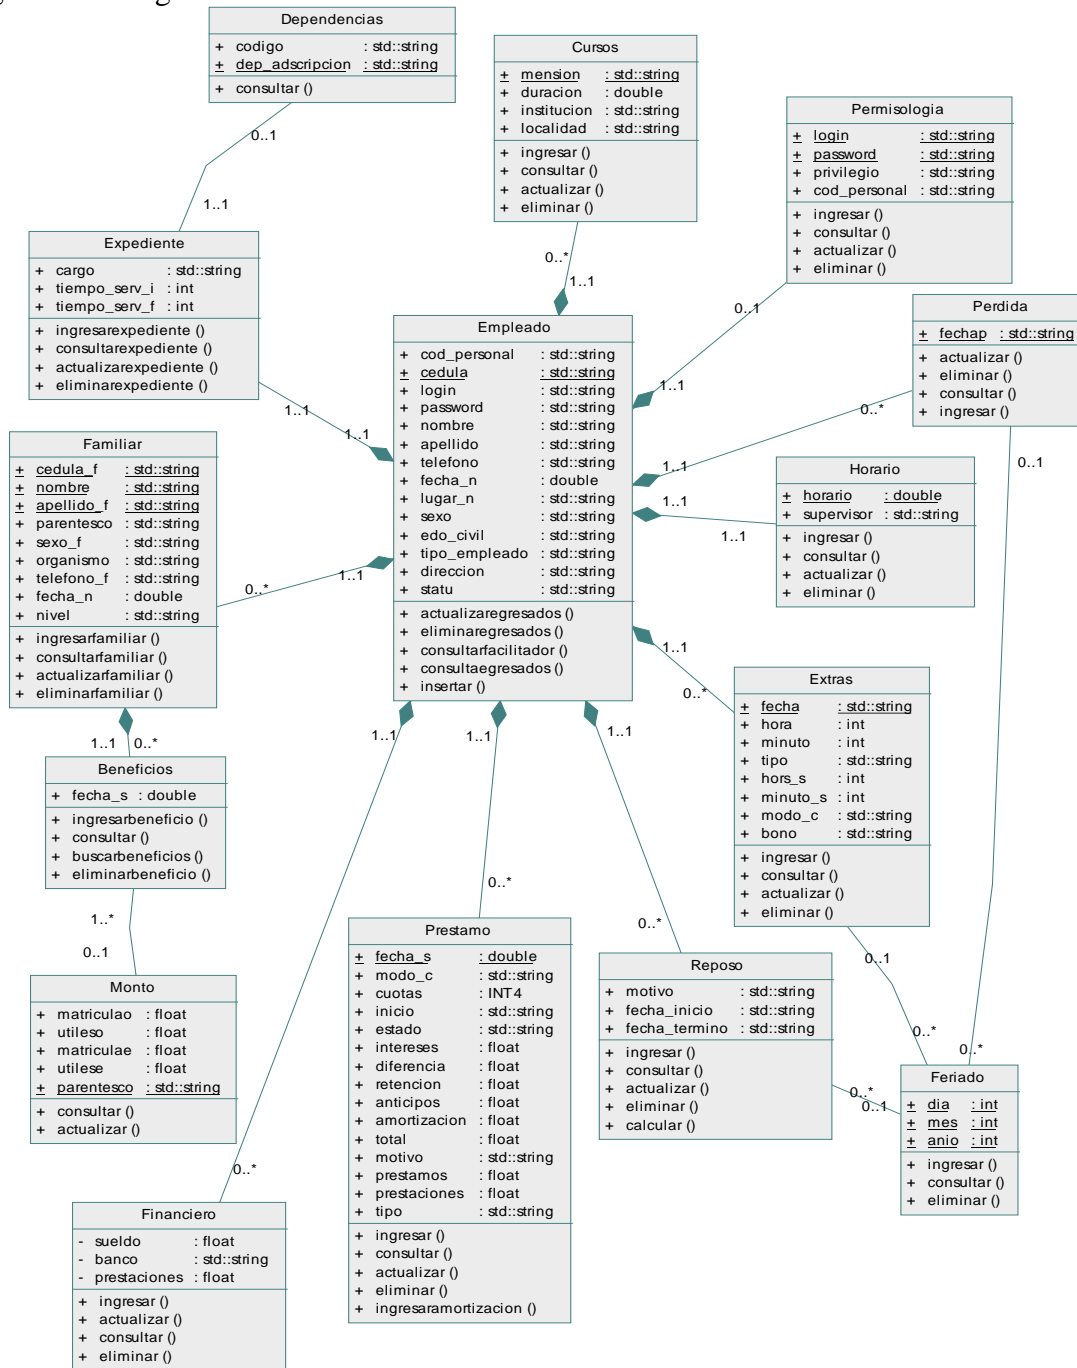 Dependencias
+ codigo : std::string
+ dep_adscripcion : std::string
+ consultar ()
0..1
1..1
Cursos
+ mension : std::string
+ duracion : double
+ institucion : std::string
+ localidad : std::string
+ ingresar ()
+ consultar ()
+ actualizar ()
+ eliminar ()
0..*
1..1
Permisologia
+ login : std::string
+ password : std::string
+ privilegio : std::string
+ cod_personal : std::string
+ ingresar ()
+ consultar ()
+ actualizar ()
+ eliminar ()
0..1
1..1
Expediente
+ cargo : std::string
+ tiempo_serv_i : int
+ tiempo_serv_f : int
+ ingresarexpediente ()
+ consultarexpediente ()
+ actualizarexpediente ()
+ eliminarexpediente ()
1..1
1..1
Empleado
+ cod_personal : std::string
+ cedula : std::string
+ login : std::string
+ password : std::string
+ nombre : std::string
+ apellido : std::string
+ telefono : std::string
+ fecha_n : double
+ lugar_n : std::string
+ sexo : std::string
+ edo_civil : std::string
+ tipo_empleado : std::string
+ direccion : std::string
+ statu : std::string
+ actualizaregresados ()
+ eliminaregresados ()
+ consultarfacilitador ()
+ consultaegresados ()
+ insertar ()
Perdida
+ fechap : std::string
+ actualizar ()
+ eliminar ()
+ consultar ()
+ ingresar ()
0..*
1..1
0..1
Horario
+ horario : double
+ supervisor : std::string
+ ingresar ()
+ consultar ()
+ actualizar ()
+ eliminar ()
1..1
1..1
Familiar
+ cedula_f : std::string
+ nombre : std::string
+ apellido_f : std::string
+ parentesco : std::string
+ sexo_f : std::string
+ organismo : std::string
+ telefono_f : std::string
+ fecha_n : double
+ nivel : std::string
+ ingresarfamiliar ()
+ consultarfamiliar ()
+ actualizarfamiliar ()
+ eliminarfamiliar ()
0..*
1..1
1..1 0..*
Beneficios
+ fecha_s : double
+ ingresarbeneficio ()
+ consultar ()
+ buscarbeneficios ()
+ eliminarbeneficio ()
1..*
0..1
Monto
+ matriculao : float
+ utileso : float
+ matriculae : float
+ utilese : float
+ parentesco : std::string
+ consultar ()
+ actualizar ()
1..1
0..*
Extras
+ fecha : std::string
+ hora : int
+ minuto : int
+ tipo : std::string
+ hors_s : int
+ minuto_s : int
+ modo_c : std::string
+ bono : std::string
+ ingresar ()
+ consultar ()
+ actualizar ()
+ eliminar ()
0..1
0..*
0..*
1..1
0..*
Financiero
- sueldo : float
- banco : std::string
- prestaciones : float
+ ingresar ()
+ actualizar ()
+ consultar ()
+ eliminar ()
1..1
0..*
Prestamo
+ fecha_s : double
+ modo_c : std::string
+ cuotas : INT4
+ inicio : std::string
+ estado : std::string
+ intereses : float
+ diferencia : float
+ retencion : float
+ anticipos : float
+ amortizacion : float
+ total : float
+ motivo : std::string
+ prestamos : float
+ prestaciones : float
+ tipo : std::string
+ ingresar ()
+ consultar ()
+ actualizar ()
+ eliminar ()
+ ingresaramortizacion ()
1..1
0..*
Reposo
+ motivo : std::string
+ fecha_inicio : std::string
+ fecha_termino : std::string
+ ingresar ()
+ consultar ()
+ actualizar ()
+ eliminar ()
+ calcular ()
0..*
0..1
Feriado
+ dia : int
+ mes : int
+ anio : int
+ ingresar ()
+ consultar ()
+ eliminar ()